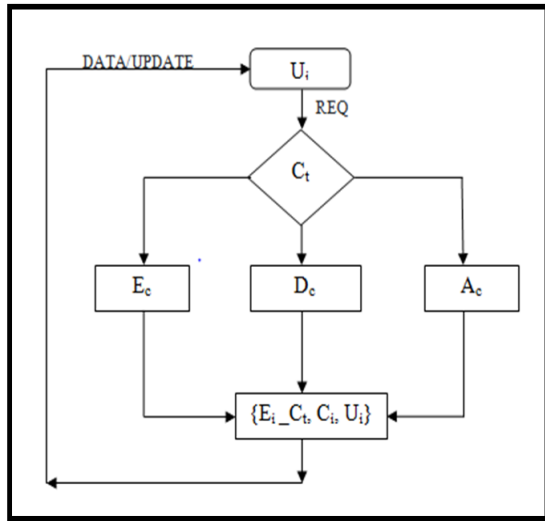 DATA/UPDATE
Uᵢ
REQ
Cₜ
E꜀
D꜀
A꜀
{Eᵢ_Cₜ, Cᵢ, Uᵢ}